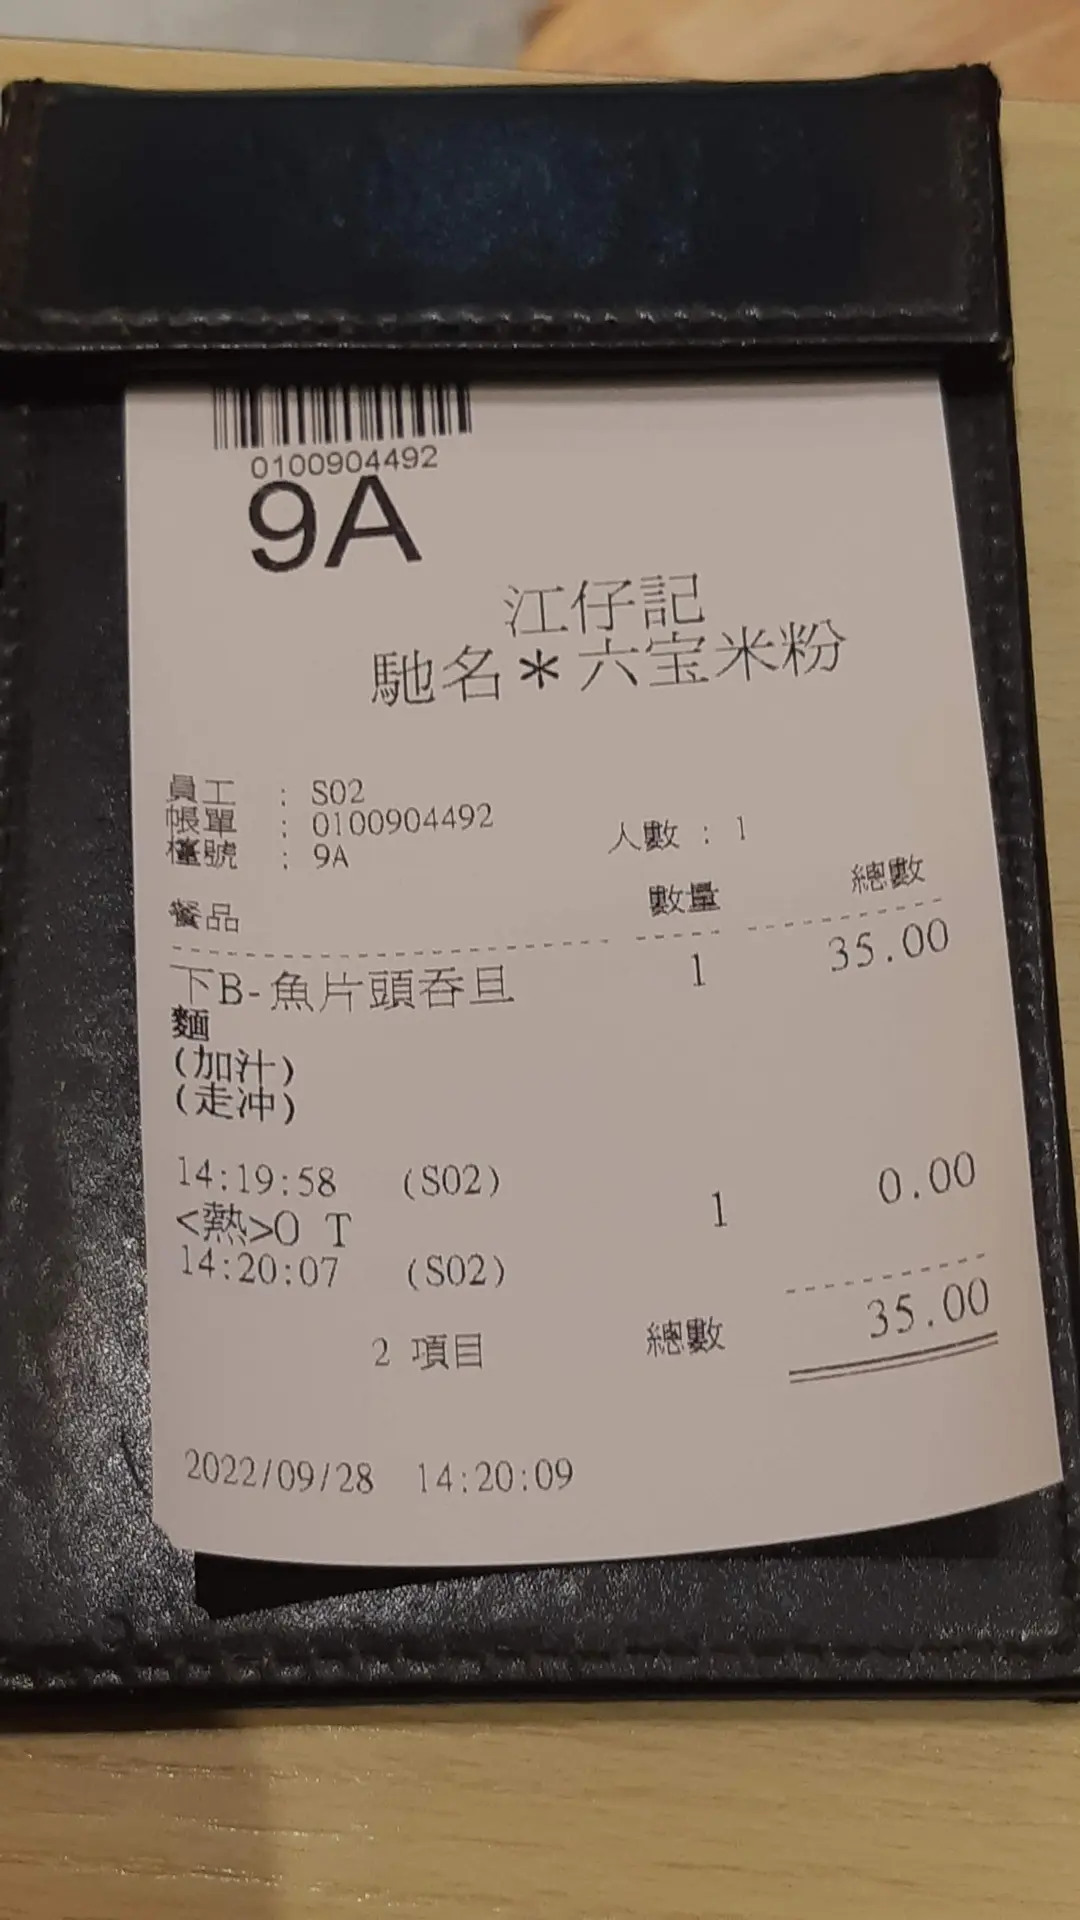 0100904492
9A
江仔記
馳名*六宝米粉
員工 : S02
帳單 : 0100904492
檯號 : 9A 人數 : 1
餐品 數量 總數
下B-魚片頭吞旦 1 35.00
麵
(加汁)
(走冲)
14:19:58 (S02)
<熱>O T 1 0.00
14:20:07 (S02)
2 項目 總數 35.00
2022/09/28 14:20:09